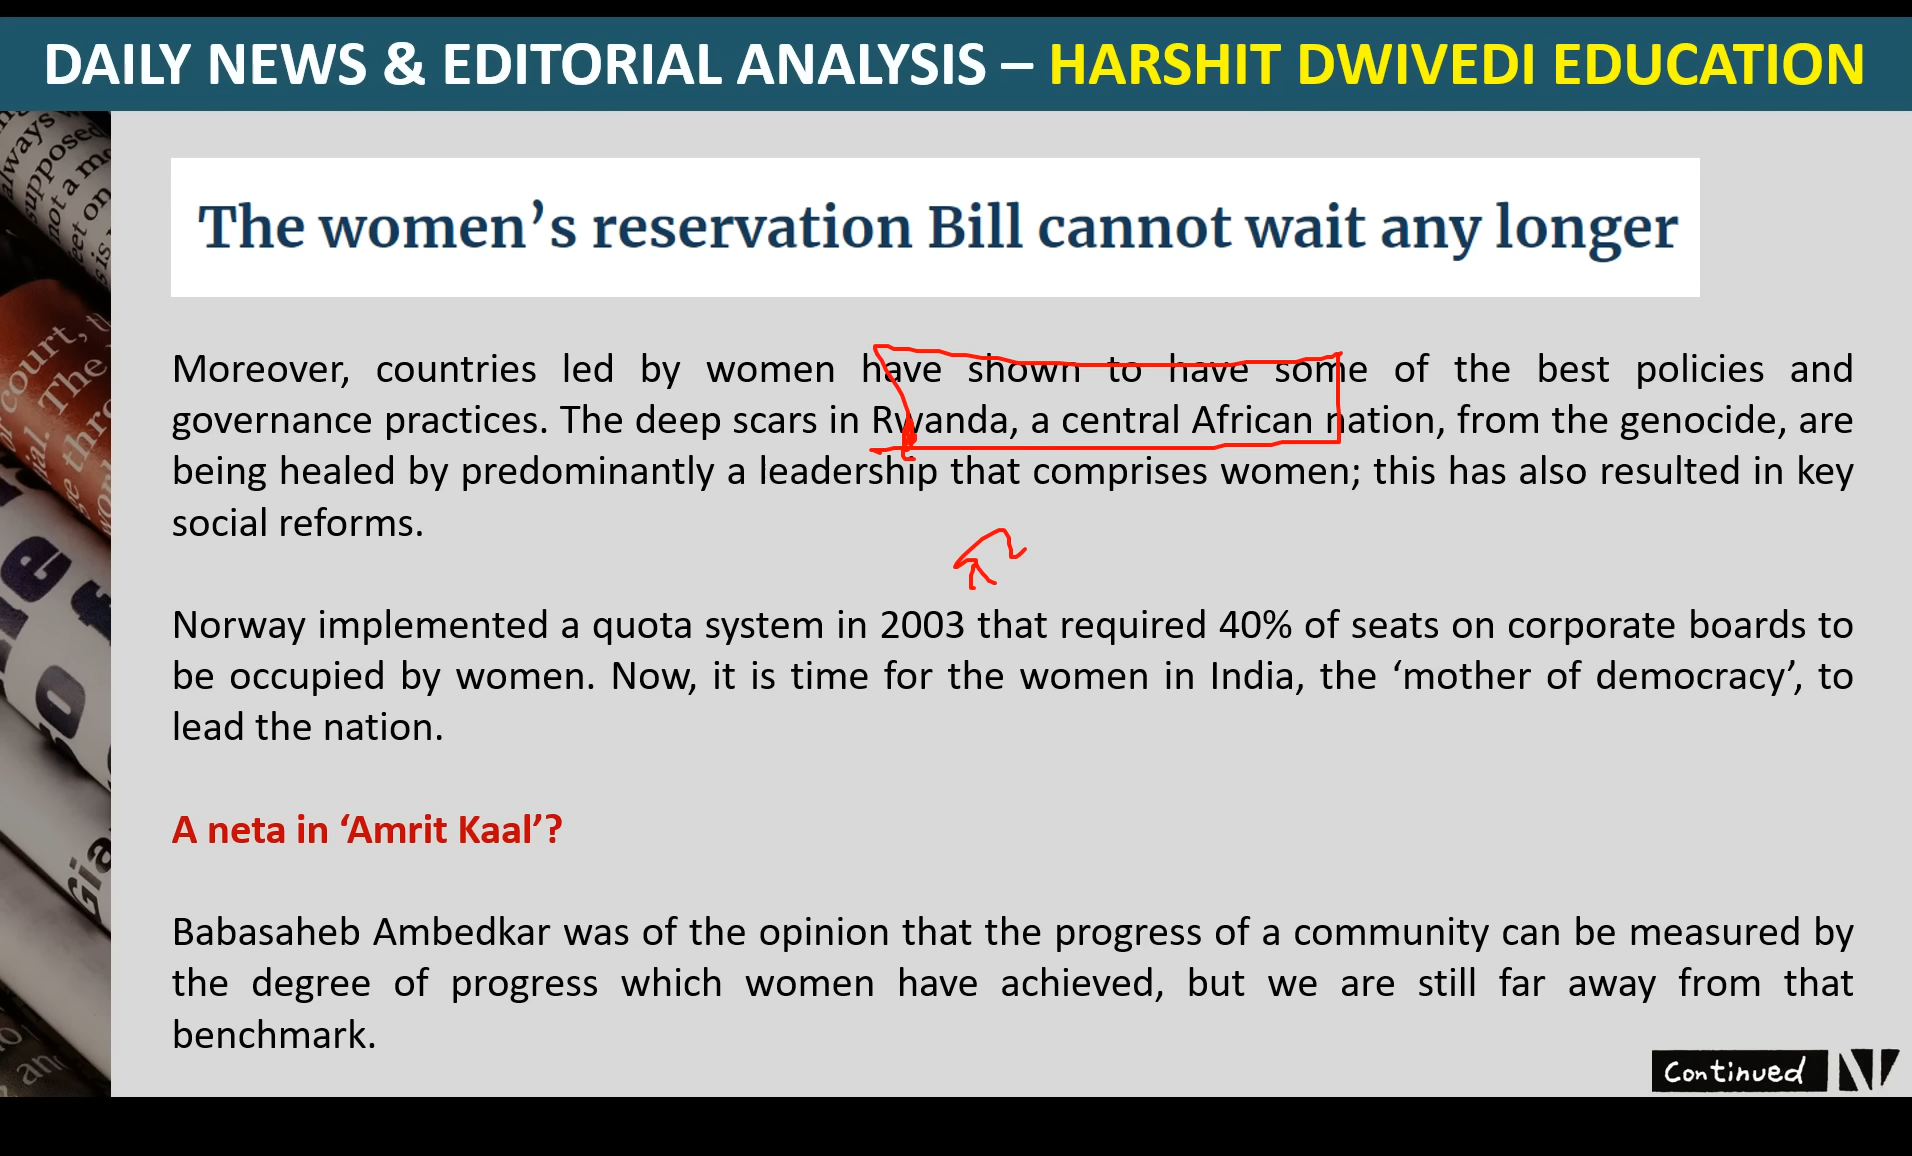 DAILY NEWS & EDITORIAL ANALYSIS – HARSHIT DWIVEDI EDUCATION
The women’s reservation Bill cannot wait any longer
Moreover, countries led by women have shown to have some of the best policies and
governance practices. The deep scars in Rwanda, a central African nation, from the genocide, are
being healed by predominantly a leadership that comprises women; this has also resulted in key
social reforms.
Norway implemented a quota system in 2003 that required 40% of seats on corporate boards to
be occupied by women. Now, it is time for the women in India, the ‘mother of democracy’, to
lead the nation.
A neta in ‘Amrit Kaal’?
Babasaheb Ambedkar was of the opinion that the progress of a community can be measured by
the degree of progress which women have achieved, but we are still far away from that
benchmark.
Continued
always
supposed
not a
on
court,
The